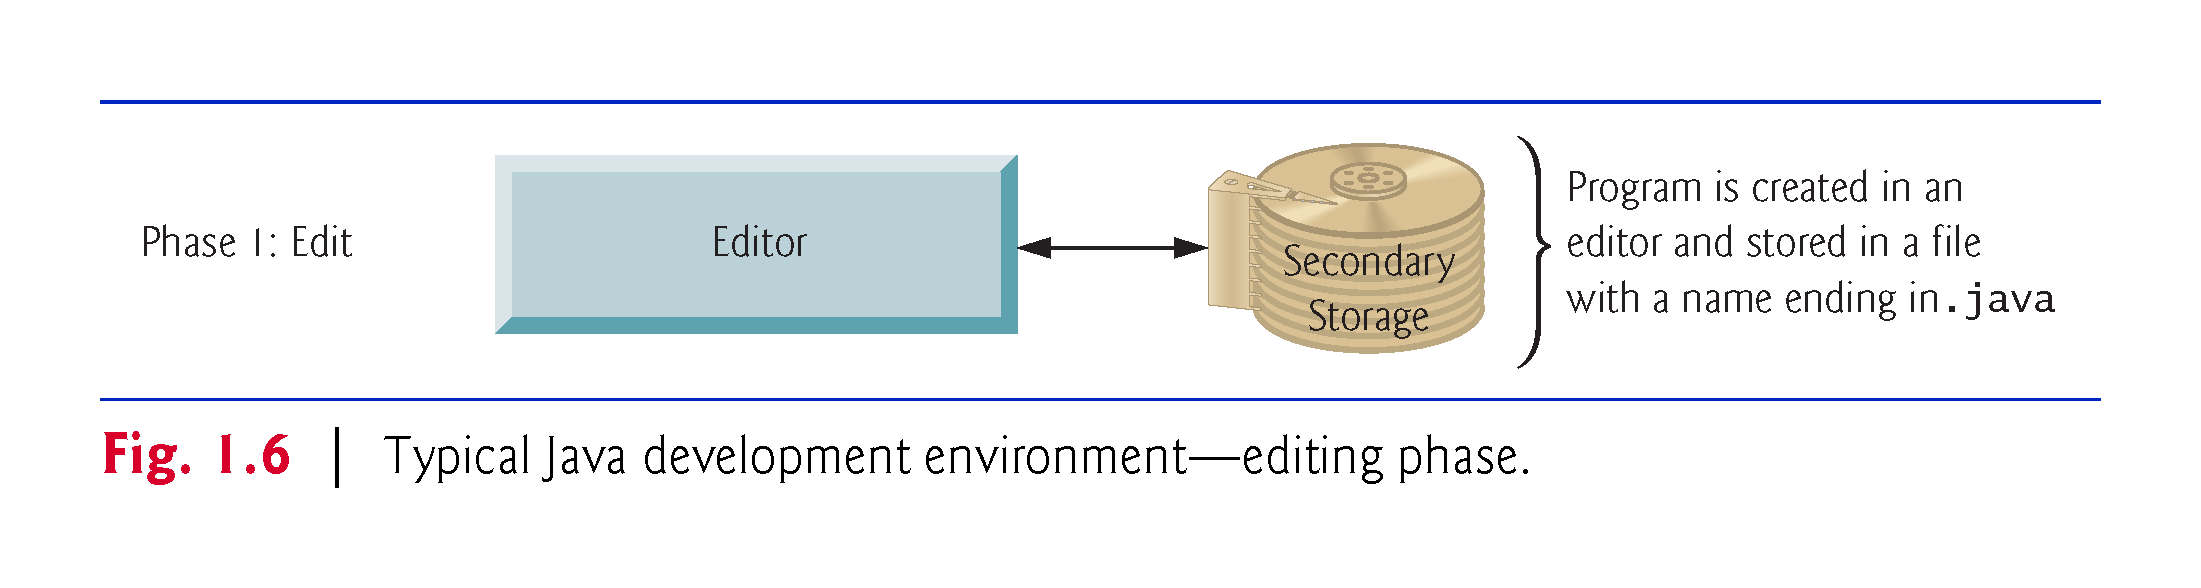 Phase 1: Edit
Editor
Secondary
Storage
Program is created in an
editor and stored in a file
with a name ending in .java
Fig. 1.6 | Typical Java development environment—editing phase.